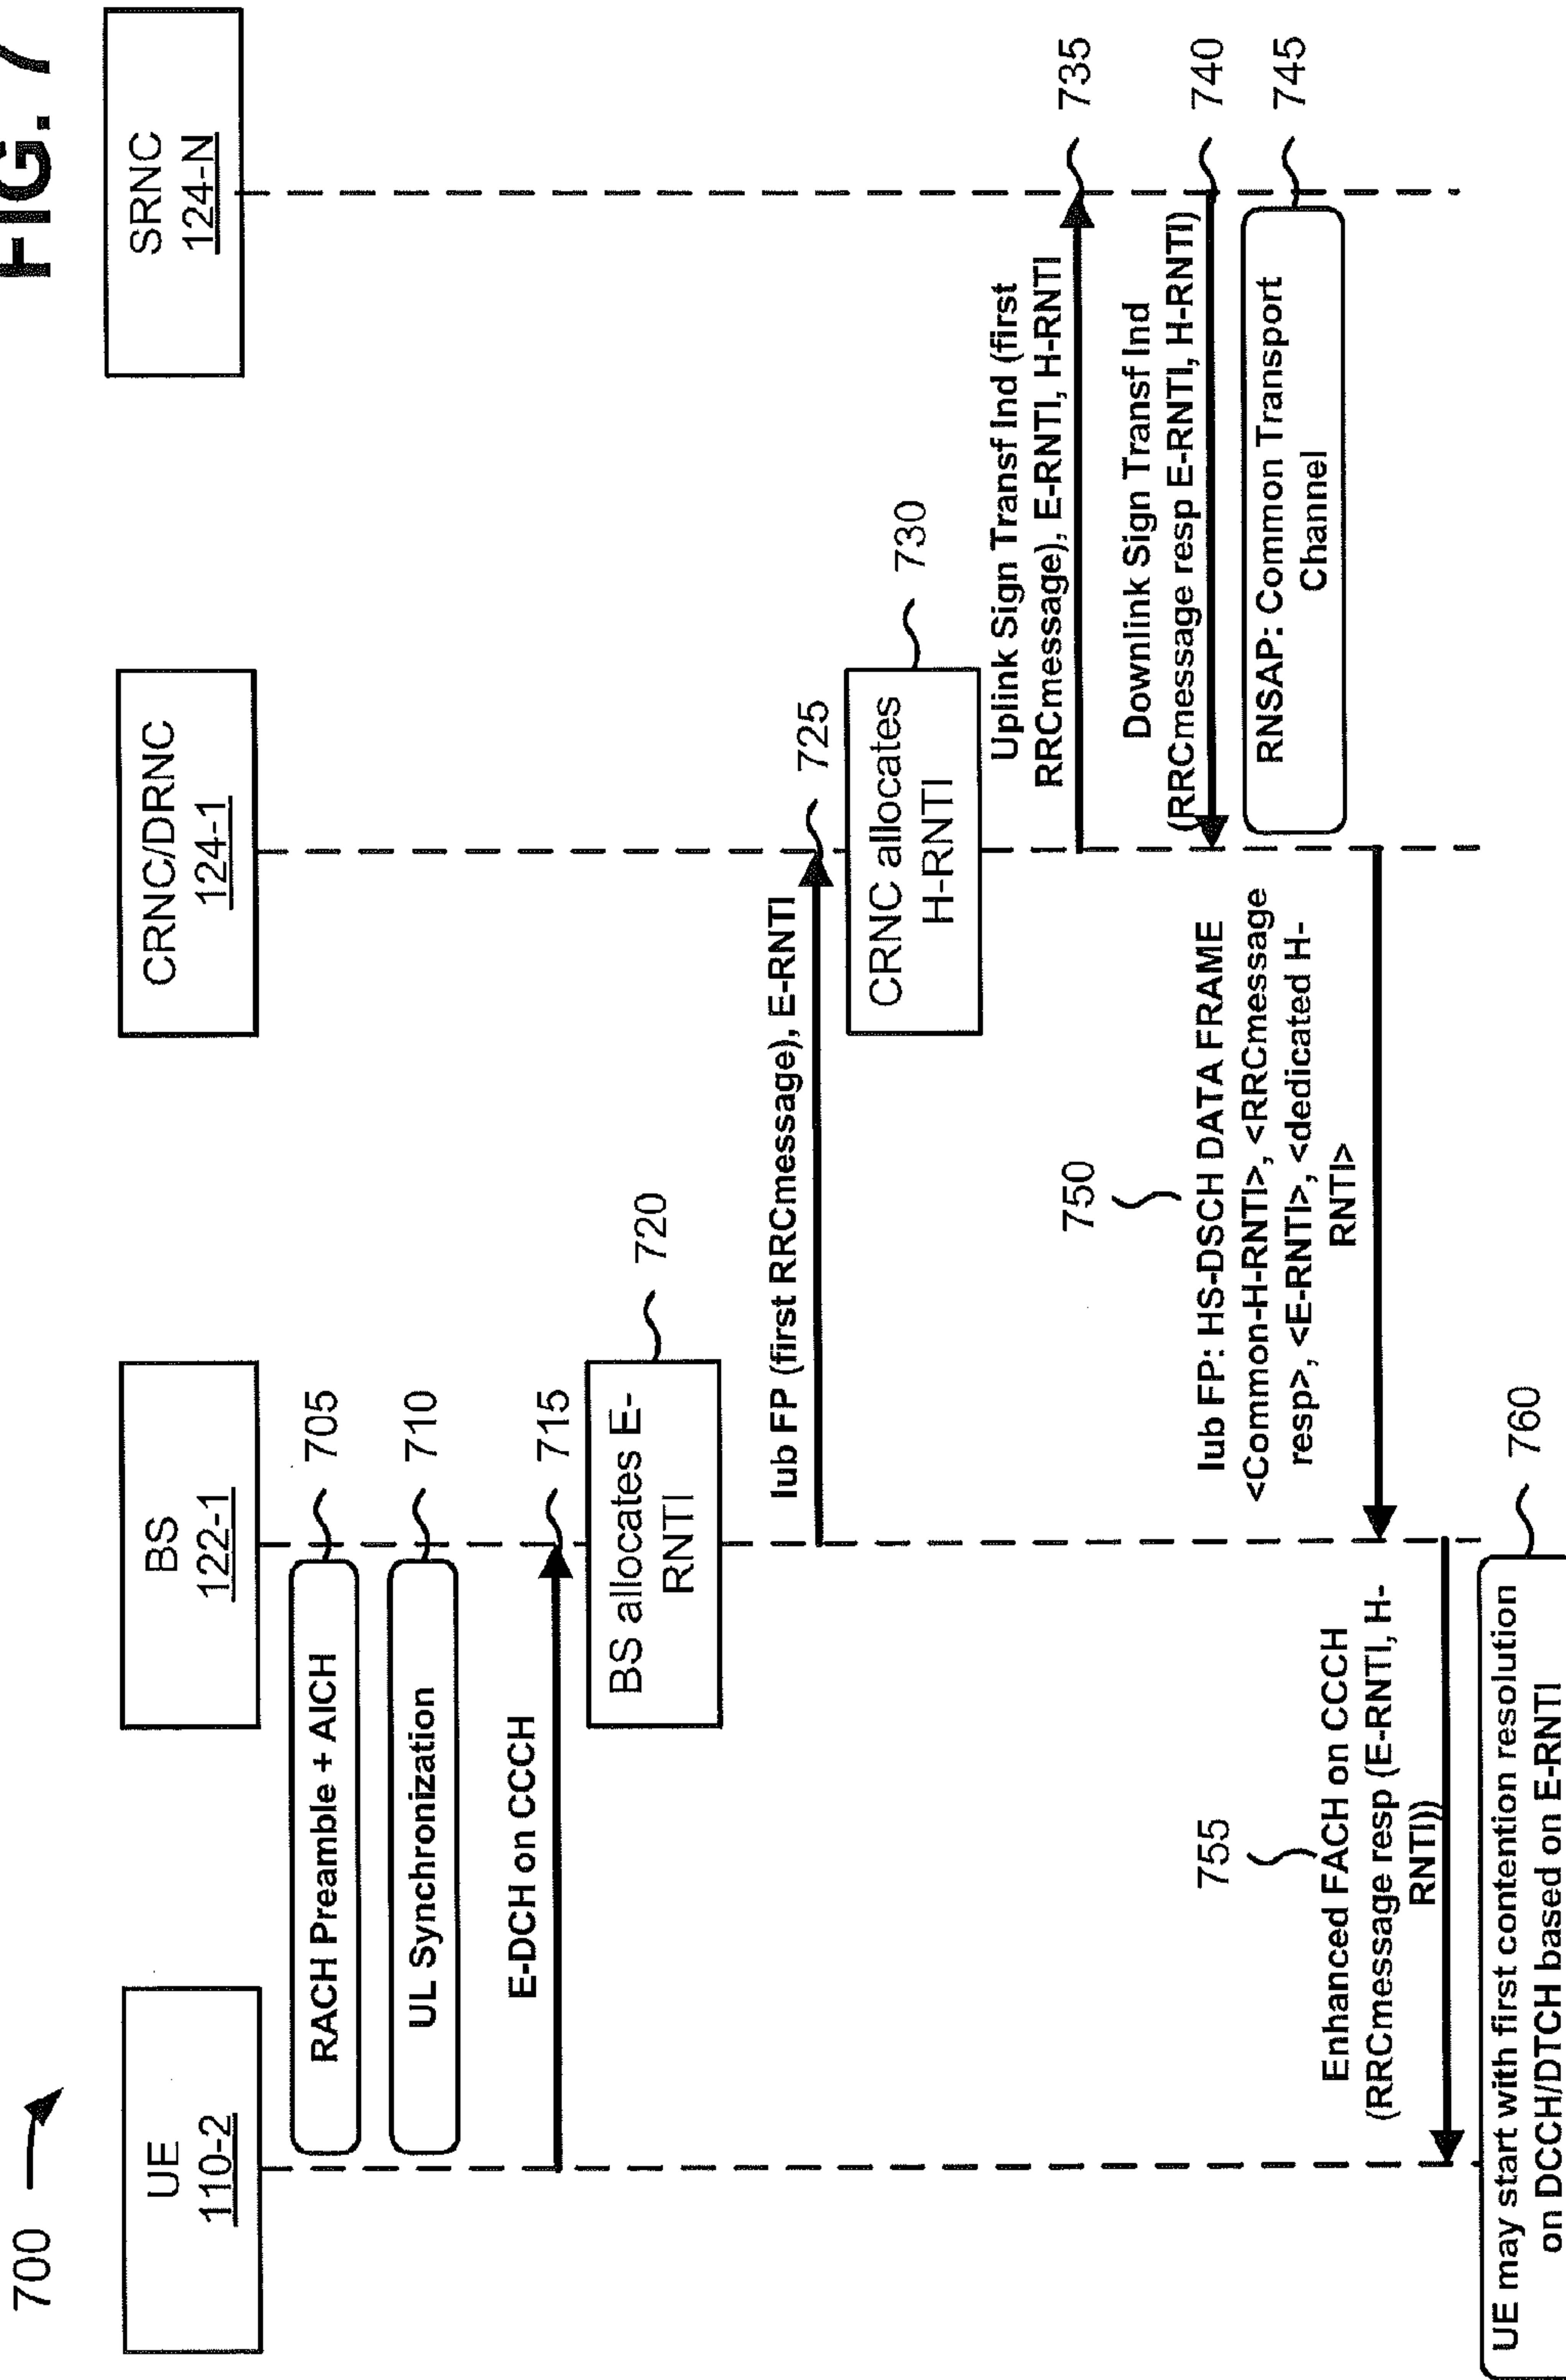 FIG. 7
700
UE
110-2
BS
122-1
CRNC/DRNC
124-1
SRNC
124-N
RACH Preamble + AICH
705
UL Synchronization
710
E-DCH on CCCH
715
BS allocates E-
RNTI
720
Iub FP (first RRCmessage), E-RNTI
725
CRNC allocates
H-RNTI
730
Uplink Sign Transf Ind (first
RRCmessage), E-RNTI, H-RNTI
735
Downlink Sign Transf Ind
(RRCmessage resp E-RNTI, H-RNTI)
740
RNSAP: Common Transport
Channel
745
750
Iub FP: HS-DSCH DATA FRAME
<Common-H-RNTI>, <RRCmessage
resp>, <E-RNTI>, <dedicated H-
RNTI>
755
Enhanced FACH on CCCH
(RRCmessage resp (E-RNTI, H-
RNTI))
UE may start with first contention resolution
on DCCH/DTCH based on E-RNTI
760